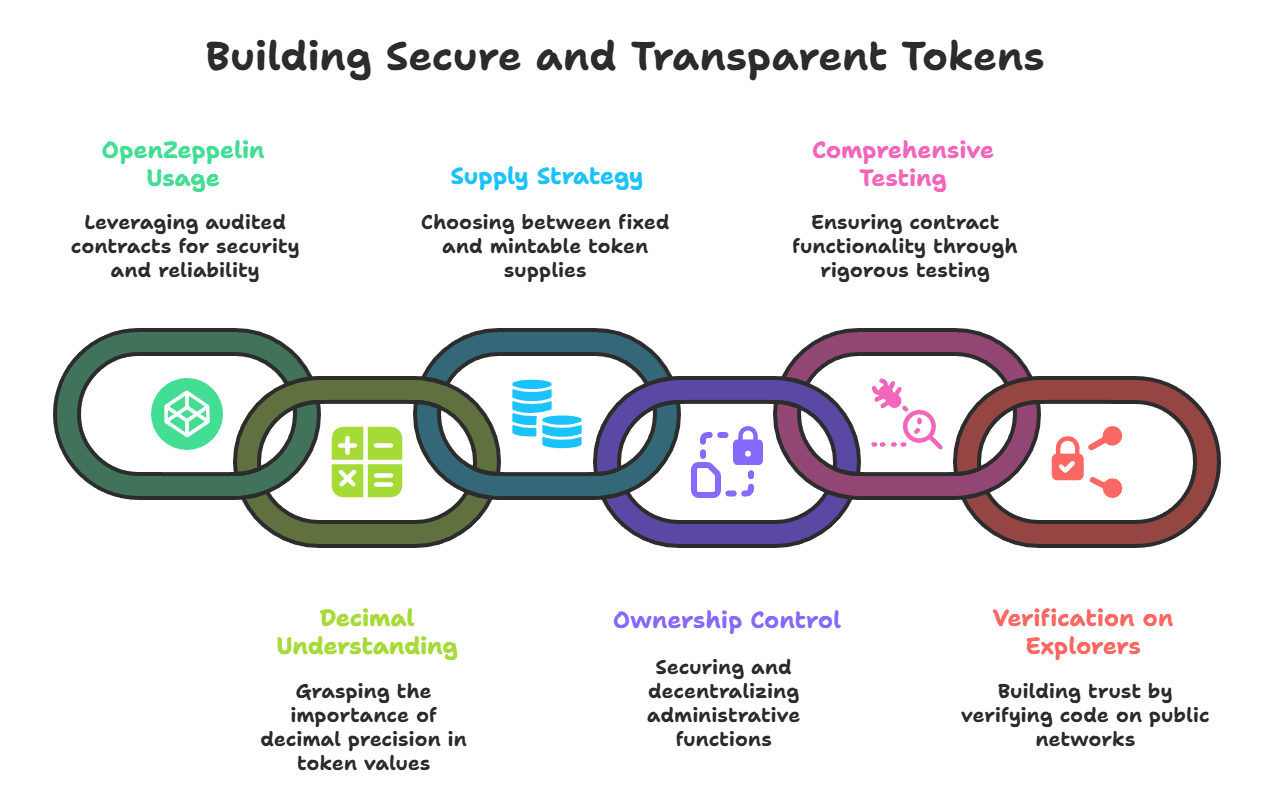 Building Secure and Transparent Tokens
OpenZeppelin
Usage
Leveraging audited
contracts for security
and reliability
Supply Strategy
Choosing between fixed
and mintable token
supplies
Comprehensive
Testing
Ensuring contract
functionality through
rigorous testing
Decimal
Understanding
Grasping the
importance of
decimal precision in
token values
Ownership Control
Securing and
decentralizing
administrative
functions
Verification on
Explorers
Building trust by
verifying code on public
networks